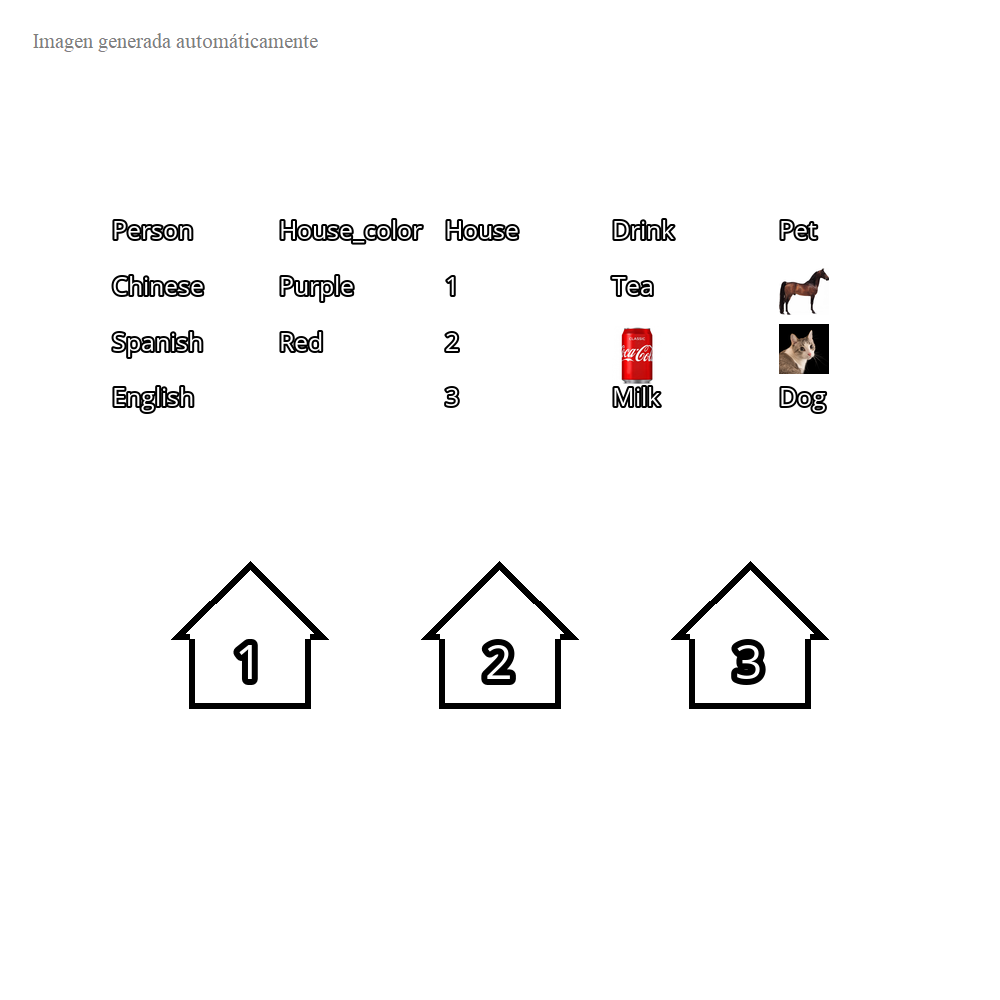 Imagen generada automáticamente
Person House_color House Drink Pet
Chinese Purple 1 Tea
Spanish Red 2
CLASSIC
Coca-Cola
English 3 Milk Dog
1 2 3